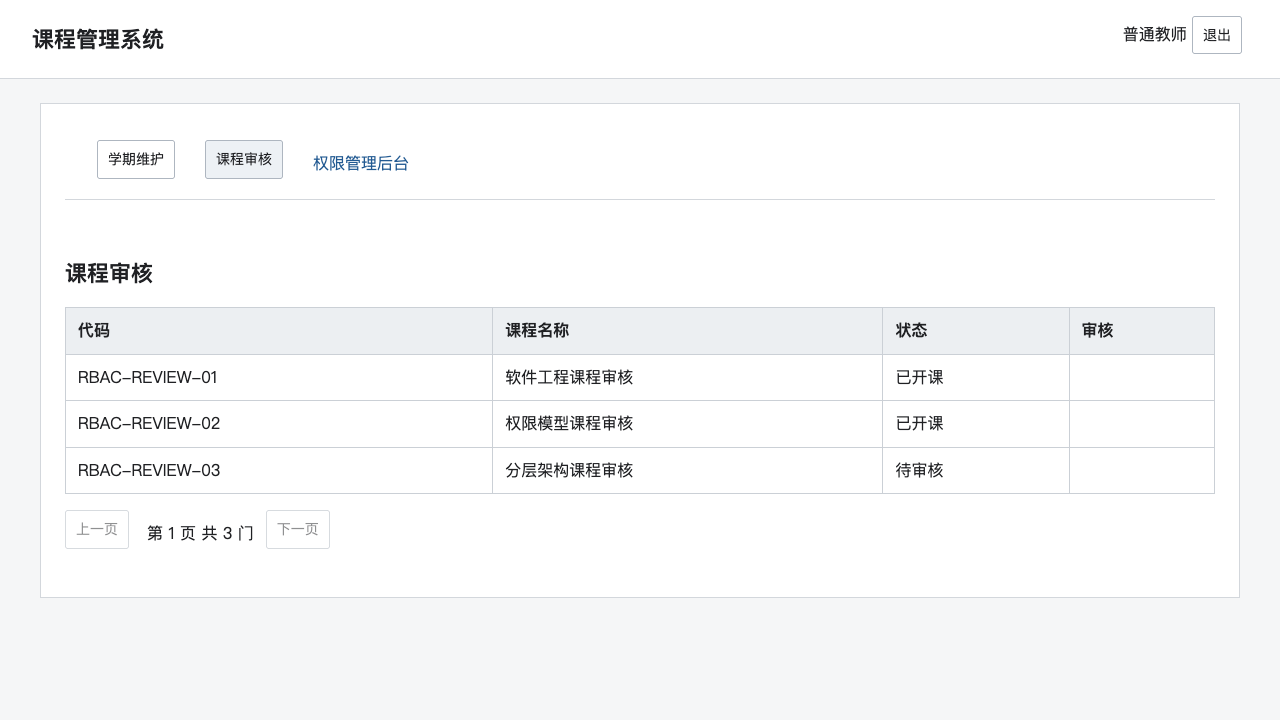 课程管理系统
普通教师 退出
学期维护 课程审核 权限管理后台
课程审核
代码 课程名称 状态 审核
RBAC-REVIEW-01 软件工程课程审核 已开课
RBAC-REVIEW-02 权限模型课程审核 已开课
RBAC-REVIEW-03 分层架构课程审核 待审核
上一页 第 1 页 共 3 门 下一页